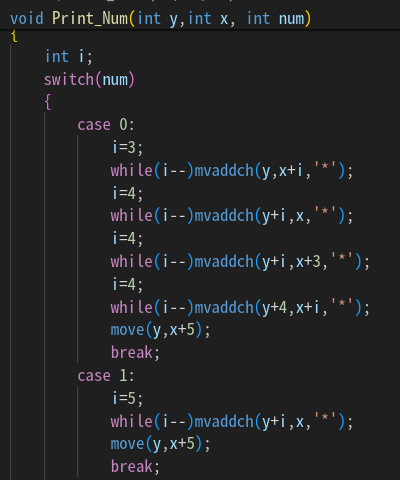 void Print_Num(int y,int x, int num)
{
int i;
switch(num)
{
case 0:
i=3;
while(i--)mvaddch(y,x+i,'*');
i=4;
while(i--)mvaddch(y+i,x,'*');
i=4;
while(i--)mvaddch(y+i,x+3,'*');
i=4;
while(i--)mvaddch(y+4,x+i,'*');
move(y,x+5);
break;
case 1:
i=5;
while(i--)mvaddch(y+i,x,'*');
move(y,x+5);
break;